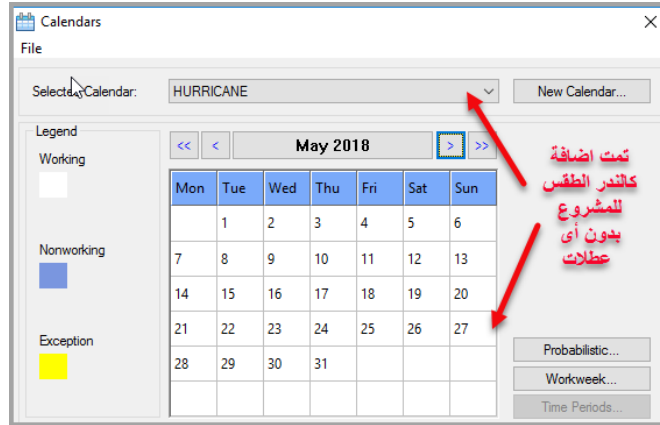 Calendars
File
Selected Calendar: HURRICANE New Calendar...
Legend
Working
Nonworking
Exception
<< < May 2018 > >>
Mon Tue Wed Thu Fri Sat Sun
1 2 3 4 5 6
7 8 9 10 11 12 13
14 15 16 17 18 19 20
21 22 23 24 25 26 27
28 29 30 31
تمت اضافة
كالندر الطقس
للمشروع
بدون أى
عطلات
Probabilistic...
Workweek...
Time Periods...